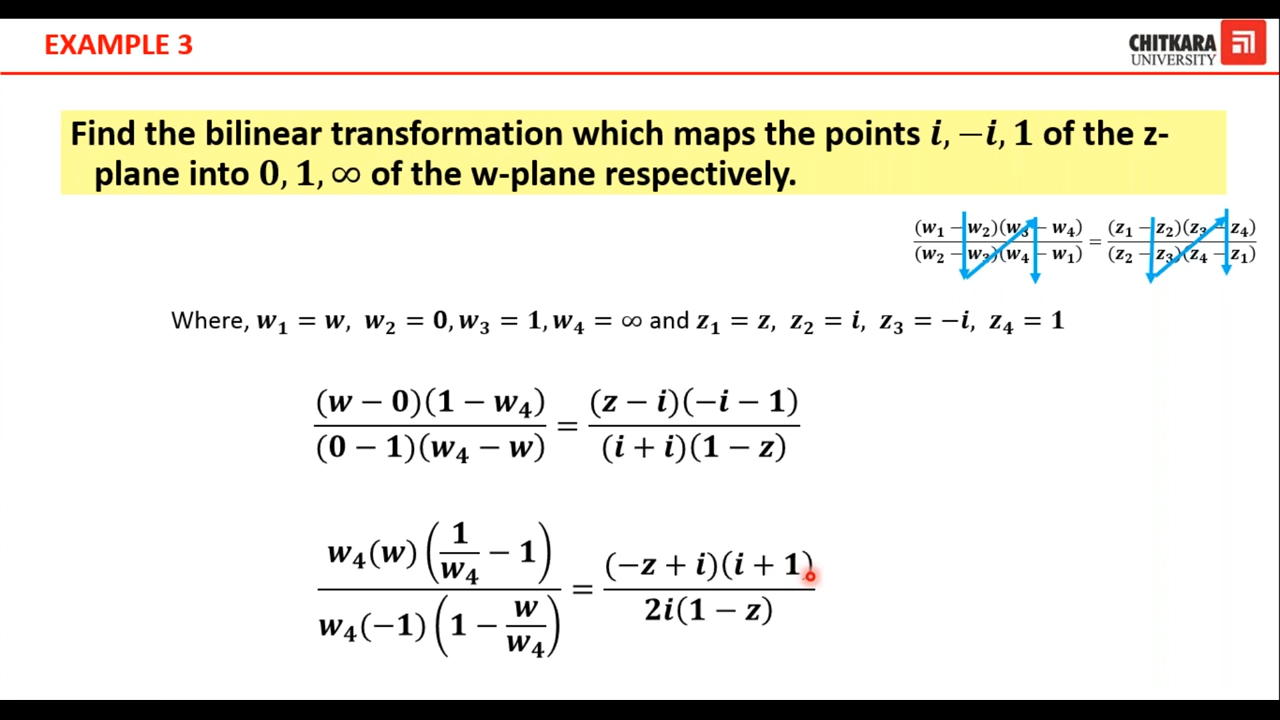 EXAMPLE 3
CHITKARA
UNIVERSITY
Find the bilinear transformation which maps the points i, −i, 1 of the z-
plane into 0, 1, ∞ of the w-plane respectively.
(w₁ − w₂)(w₃ − w₄) / (w₂ − w₃)(w₄ − w₁) = (z₁ − z₂)(z₃ − z₄) / (z₂ − z₃)(z₄ − z₁)
Where, w₁ = w, w₂ = 0, w₃ = 1, w₄ = ∞ and z₁ = z, z₂ = i, z₃ = −i, z₄ = 1
(w − 0)(1 − w₄) / (0 − 1)(w₄ − w) = (z − i)(−i − 1) / (i + i)(1 − z)
w₄(w)(1/w₄ − 1) / w₄(−1)(1 − w/w₄) = (−z + i)(i + 1) / 2i(1 − z)